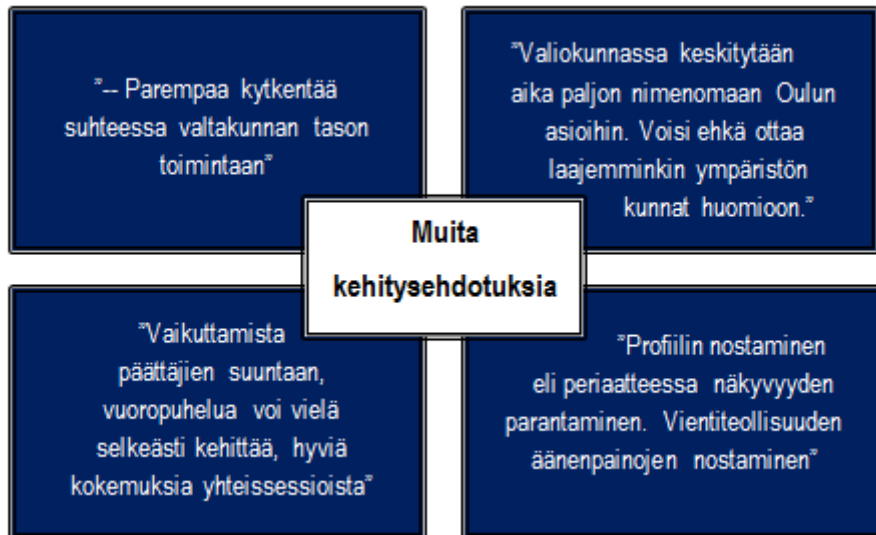 ”-- Parempaa kytkentää
suhteessa valtakunnan tason
toimintaan”
”Valiokunnassa keskitytään
aika paljon nimenomaan Oulun
asioihin. Voisi ehkä ottaa
laajemminkin ympäristön
kunnat huomioon.”
Muita
kehitysehdotuksia
”Vaikuttamista
päättäjien suuntaan,
vuoropuhelua voi vielä
selkeästi kehittää, hyviä
kokemuksia yhteissessioista”
”Profiilin nostaminen
eli periaatteessa näkyvyyden
parantaminen. Vientiteollisuuden
äänenpainojen nostaminen”